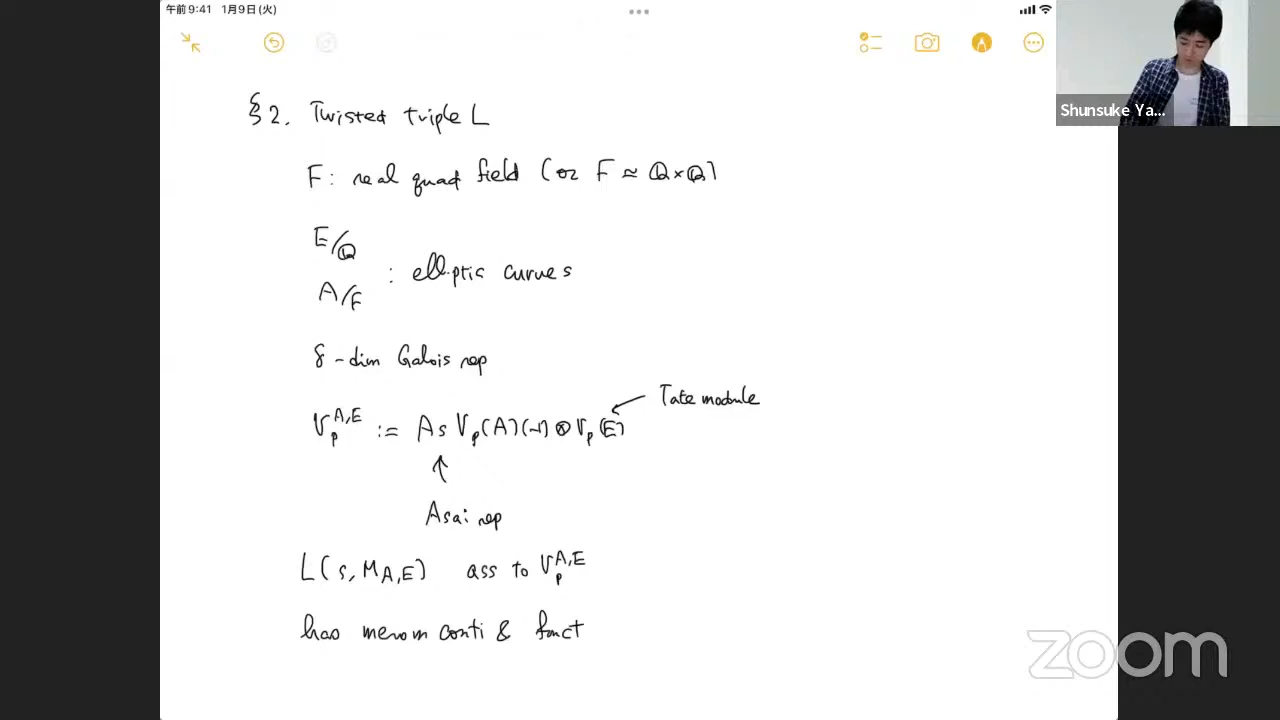 午前9:41 1月9日(火)
Shunsuke Ya...
§2. Twisted triple L
F: real quad field (or F ≈ ℚ×ℚ)
E/ℚ
: elliptic curves
A/F
8-dim Galois rep
Tate module
V_p^{A,E} := As V_p(A)(-1) ⊗ V_p(E)
Asai rep
L(s, M_{A,E}) ass to V_p^{A,E}
has merom conti & funct
zoom